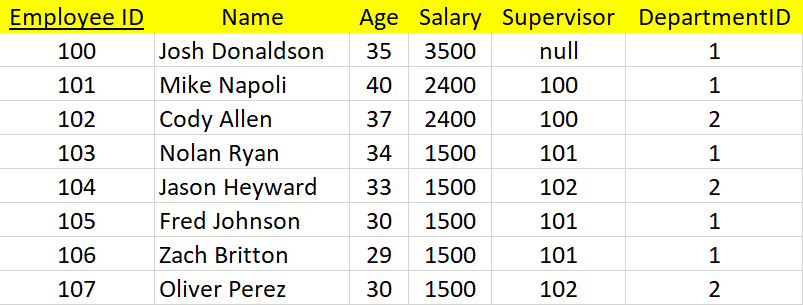 Employee ID Name Age Salary Supervisor DepartmentID
100 Josh Donaldson 35 3500 null 1
101 Mike Napoli 40 2400 100 1
102 Cody Allen 37 2400 100 2
103 Nolan Ryan 34 1500 101 1
104 Jason Heyward 33 1500 102 2
105 Fred Johnson 30 1500 101 1
106 Zach Britton 29 1500 101 1
107 Oliver Perez 30 1500 102 2